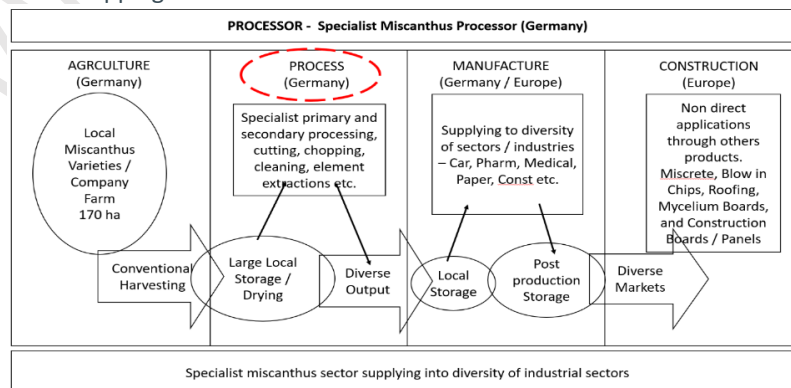 PROCESSOR - Specialist Miscanthus Processor (Germany)
AGRCULTURE
(Germany)
Local
Miscanthus
Varieties /
Company
Farm
170 ha
Conventional
Harvesting
PROCESS
(Germany)
Specialist primary and
secondary processing,
cutting, chopping,
cleaning, element
extractions etc.
Large Local
Storage /
Drying
Diverse
Output
MANUFACTURE
(Germany / Europe)
Supplying to diversity
of sectors / industries
– Car, Pharm, Medical,
Paper, Const etc.
Local
Storage
Post
production
Storage
CONSTRUCTION
(Europe)
Non direct
applications
through others
products.
Miscrete, Blow in
Chips, Roofing,
Mycelium Boards,
and Construction
Boards / Panels
Diverse
Markets
Specialist miscanthus sector supplying into diversity of industrial sectors